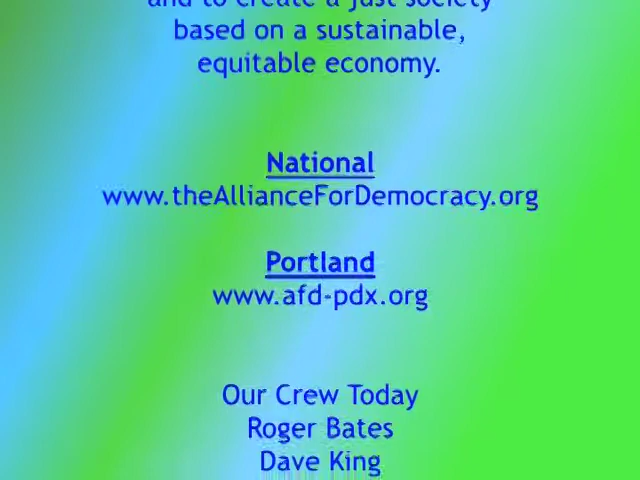 and to create a just society
based on a sustainable,
equitable economy.
National
www.theAllianceForDemocracy.org
Portland
www.afd-pdx.org
Our Crew Today
Roger Bates
Dave King